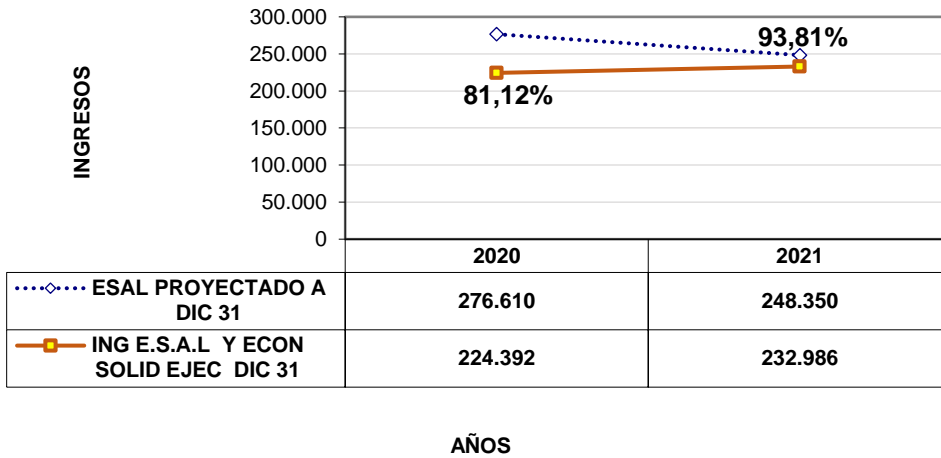 300.000
250.000
200.000
150.000
100.000
50.000
0
INGRESOS
93,81%
81,12%
2020 2021
ESAL PROYECTADO A
DIC 31
276.610 248.350
ING E.S.A.L Y ECON
SOLID EJEC DIC 31
224.392 232.986
AÑOS